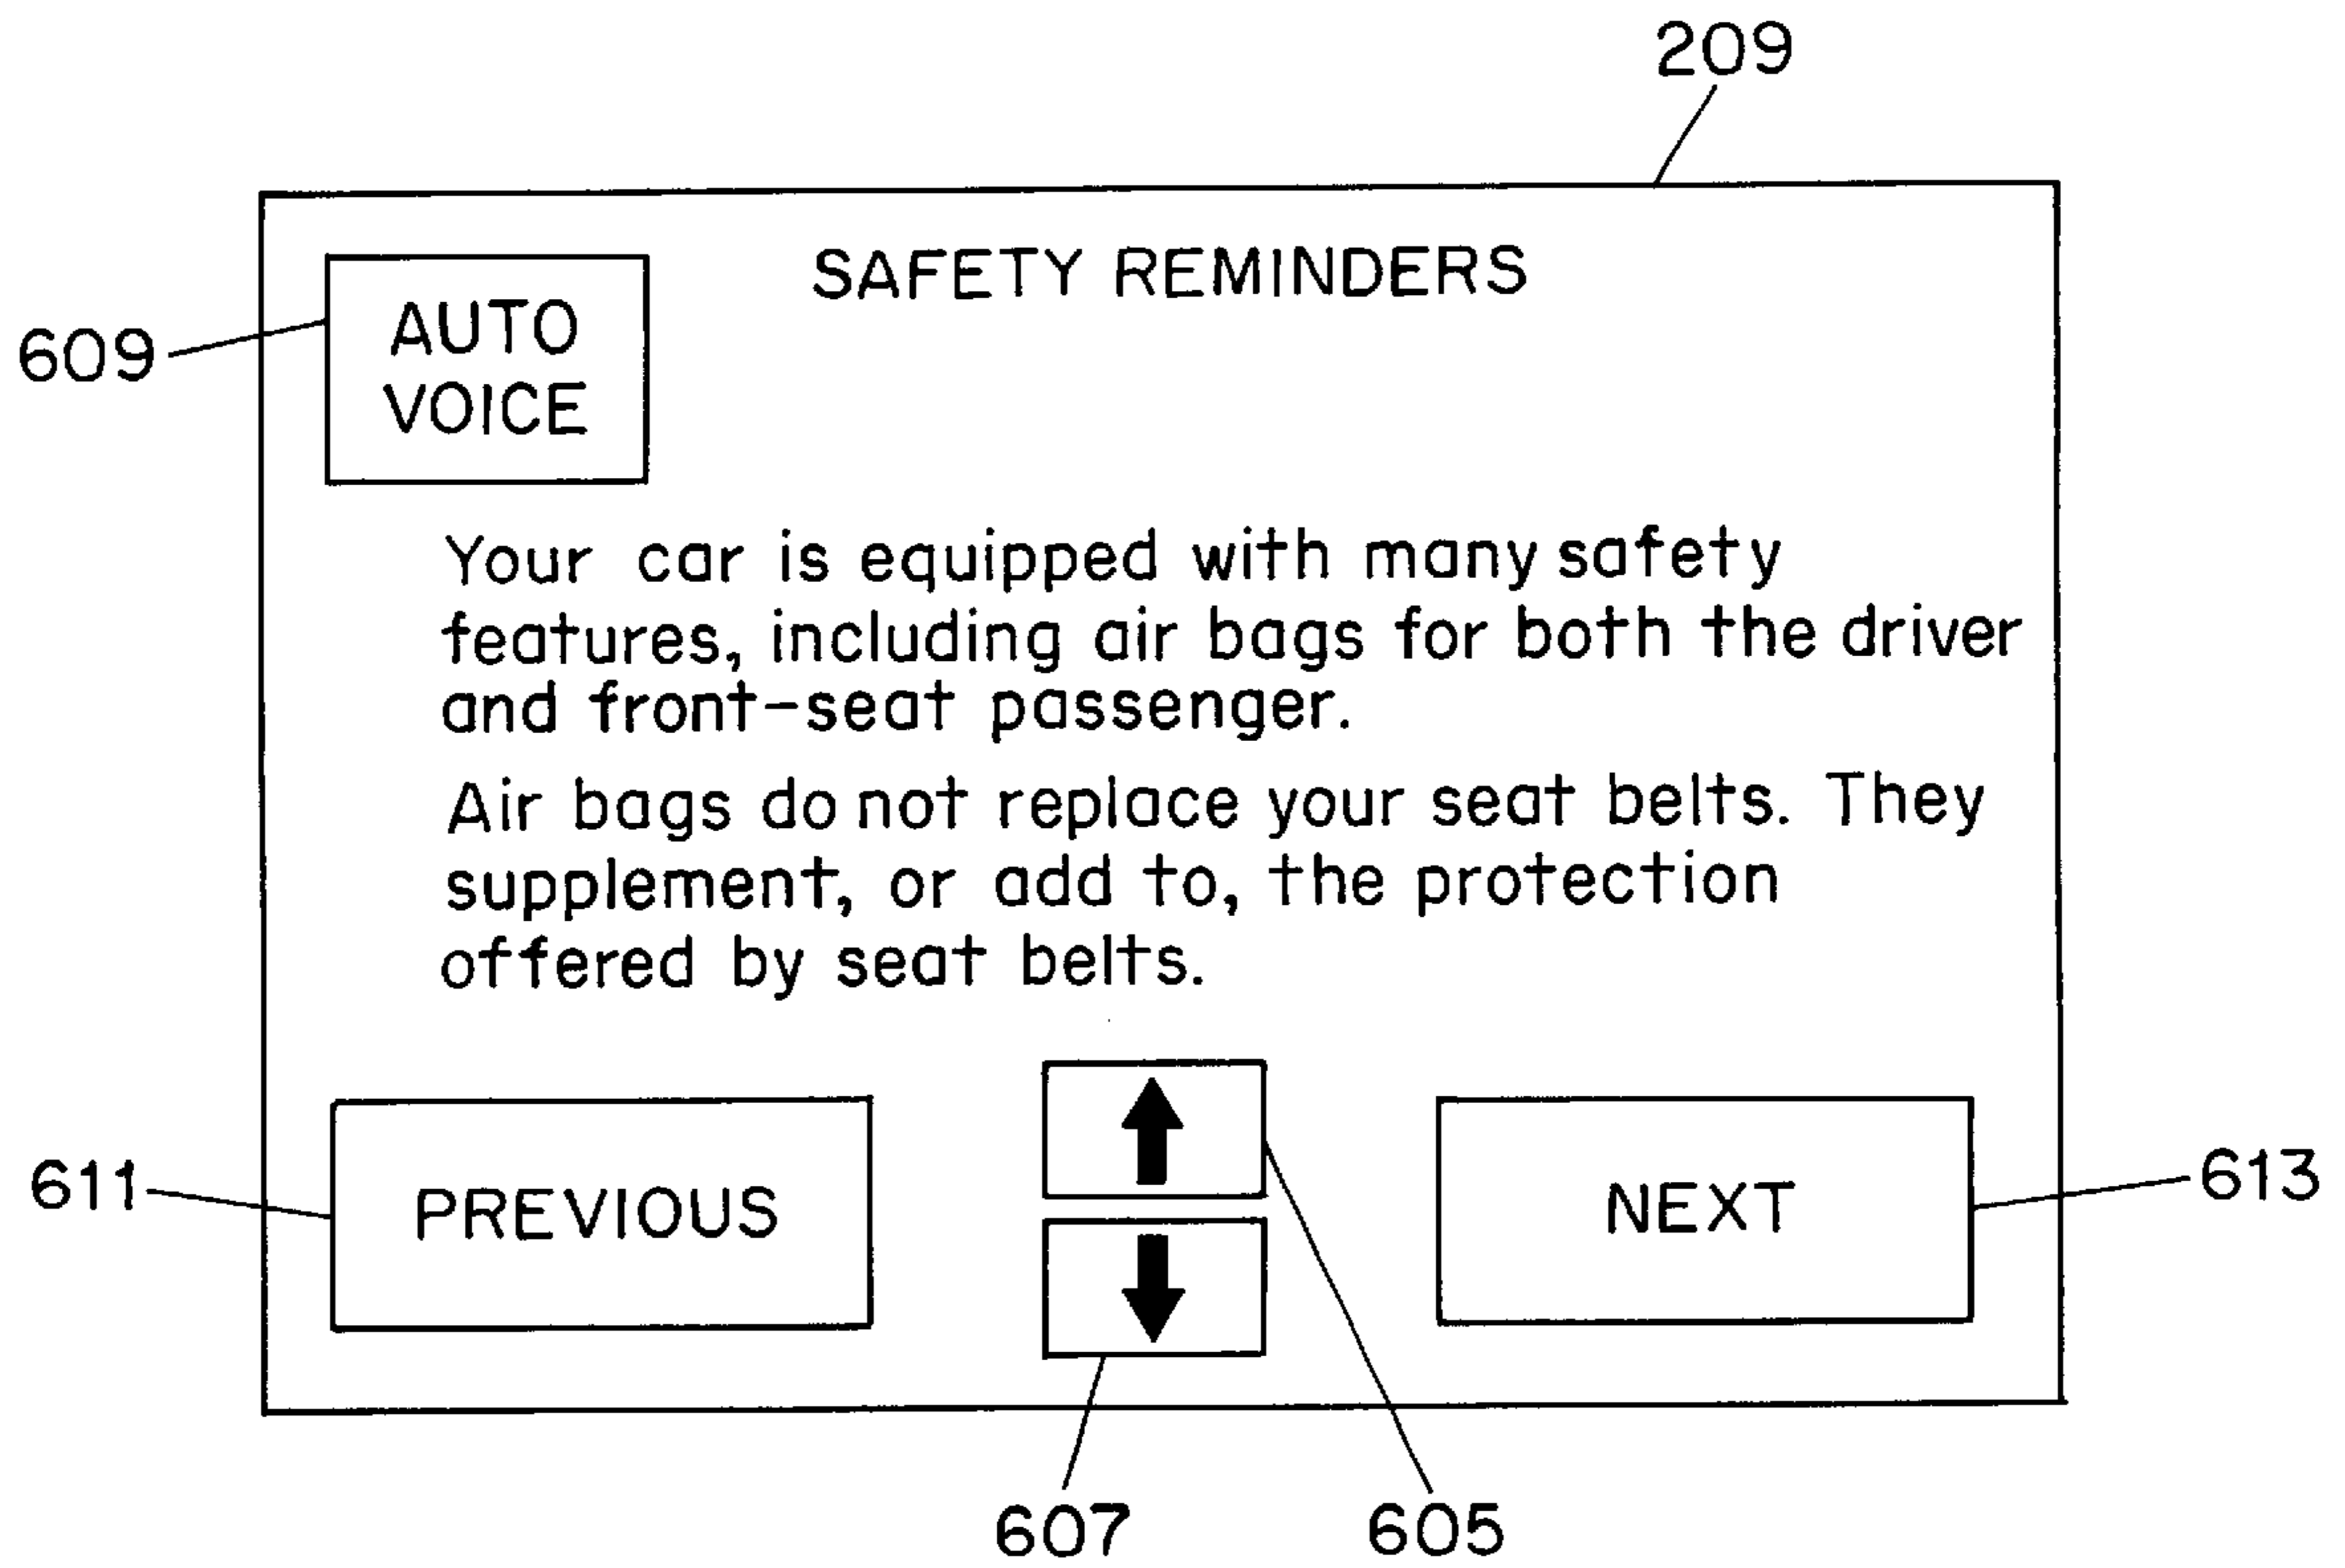 209
SAFETY REMINDERS
609
AUTO
VOICE
Your car is equipped with many safety
features, including air bags for both the driver
and front-seat passenger.
Air bags do not replace your seat belts. They
supplement, or add to, the protection
offered by seat belts.
611
PREVIOUS
NEXT
613
607
605